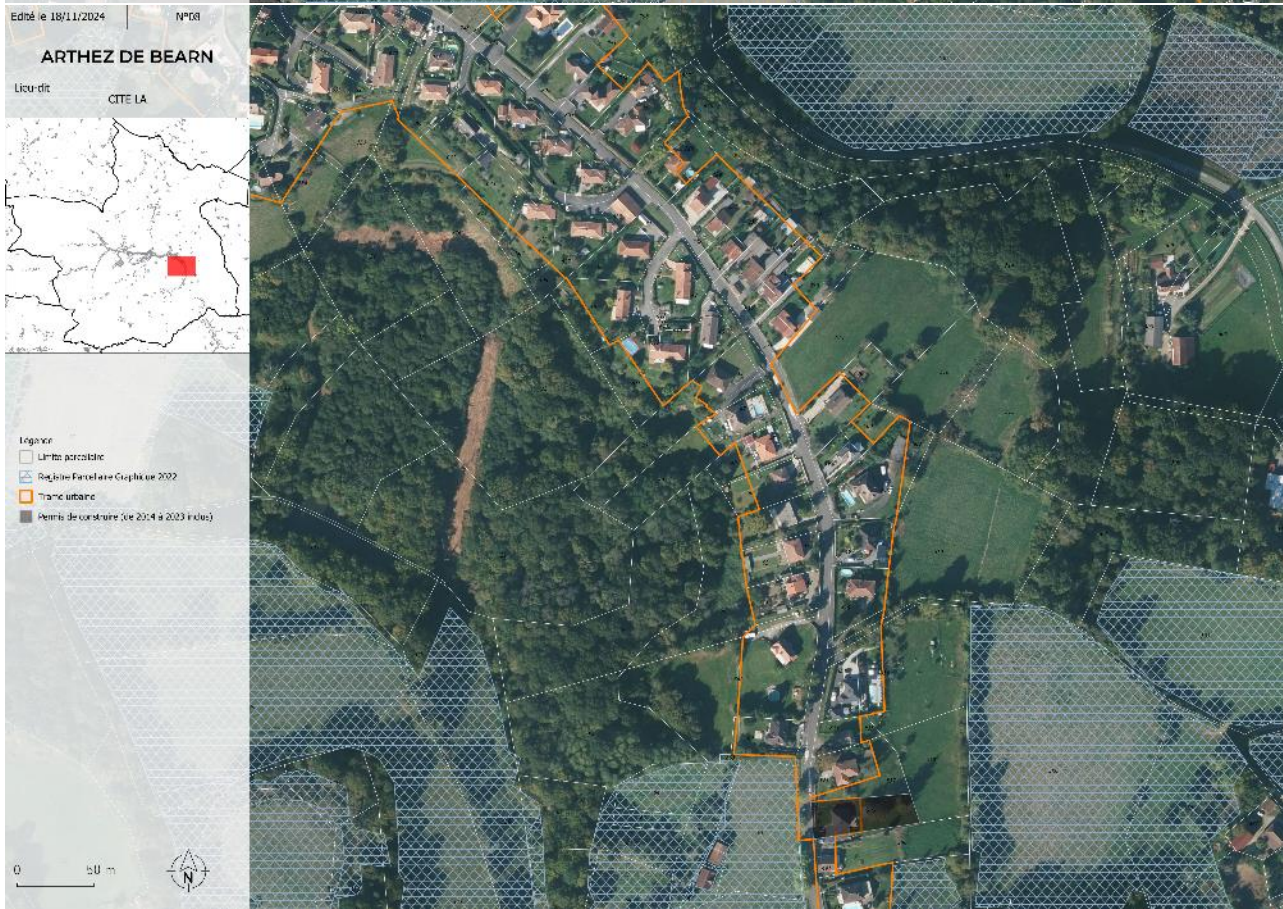 Edité le 18/11/2024
N°08
ARTHEZ DE BEARN
Lieu-dit
CITE LA
Légende
Limite parcellaire
Registre Parcellaire Graphique 2022
Trame urbaine
Permis de construire (de 2014 à 2023 inclus)
0 50 m
N